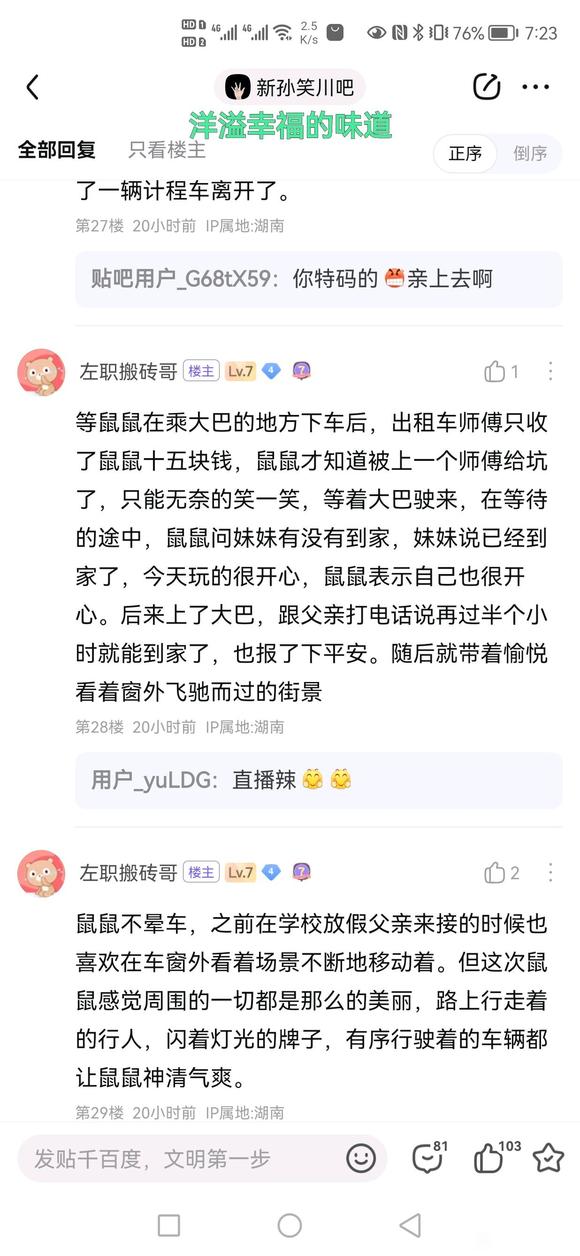 HD 1 4G 4G 2.5 76% 7:23
HD 2 K/s
新孙笑川吧
洋溢幸福的味道
全部回复 只看楼主 正序 倒序
了一辆计程车离开了。
第27楼 20小时前 IP属地:湖南
贴吧用户_G68tX59: 你特码的😡亲上去啊
左职搬砖哥 楼主 Lv.7 4 7 1
等鼠鼠在乘大巴的地方下车后，出租车师傅只收
了鼠鼠十五块钱，鼠鼠才知道被上一个师傅给坑
了，只能无奈的笑一笑，等着大巴驶来，在等待
的途中，鼠鼠问妹妹有没有到家，妹妹说已经到
家了，今天玩的很开心，鼠鼠表示自己也很开
心。后来上了大巴，跟父亲打电话说再过半个小
时就能到家了，也报了下平安。随后就带着愉悦
看着窗外飞驰而过的街景
第28楼 20小时前 IP属地:湖南
用户_yuLDG: 直播辣🤗🤗
左职搬砖哥 楼主 Lv.7 4 7 2
鼠鼠不晕车，之前在学校放假父亲来接的时候也
喜欢在车窗外看着场景不断地移动着。但这次鼠
鼠感觉周围的一切都是那么的美丽，路上行走着
的行人，闪着灯光的牌子，有序行驶着的车辆都
让鼠鼠神清气爽。
第29楼 20小时前 IP属地:湖南
发贴千百度，文明第一步 81 103